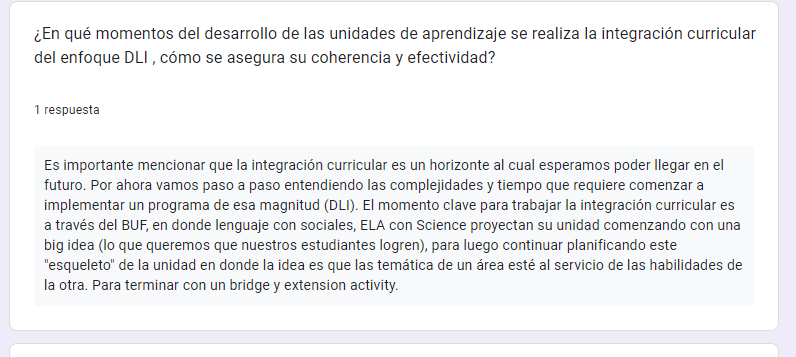 ¿En qué momentos del desarrollo de las unidades de aprendizaje se realiza la integración curricular
del enfoque DLI , cómo se asegura su coherencia y efectividad?
1 respuesta
Es importante mencionar que la integración curricular es un horizonte al cual esperamos poder llegar en el
futuro. Por ahora vamos paso a paso entendiendo las complejidades y tiempo que requiere comenzar a
implementar un programa de esa magnitud (DLI). El momento clave para trabajar la integración curricular es
a través del BUF, en donde lenguaje con sociales, ELA con Science proyectan su unidad comenzando con una
big idea (lo que queremos que nuestros estudiantes logren), para luego continuar planificando este
"esqueleto" de la unidad en donde la idea es que las temática de un área esté al servicio de las habilidades de
la otra. Para terminar con un bridge y extension activity.